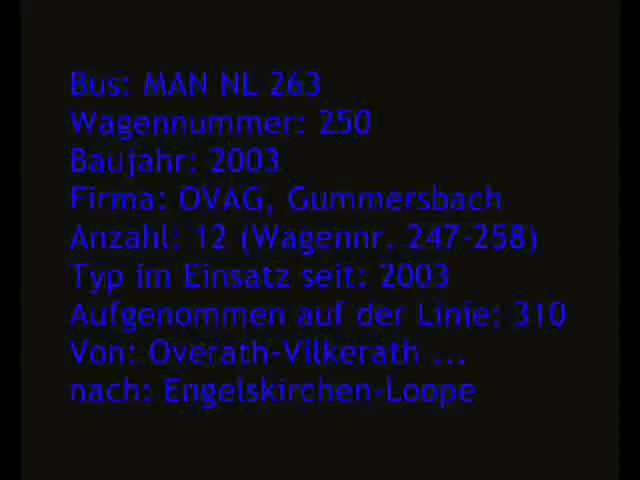 Bus: MAN NL 263
Wagennummer: 250
Baujahr: 2003
Firma: OVAG, Gummersbach
Anzahl: 12 (Wagennr. 247-258)
Typ im Einsatz seit: 2003
Aufgenommen auf der Linie: 310
Von: Overath-Vilkerath ...
nach: Engelskirchen-Loope